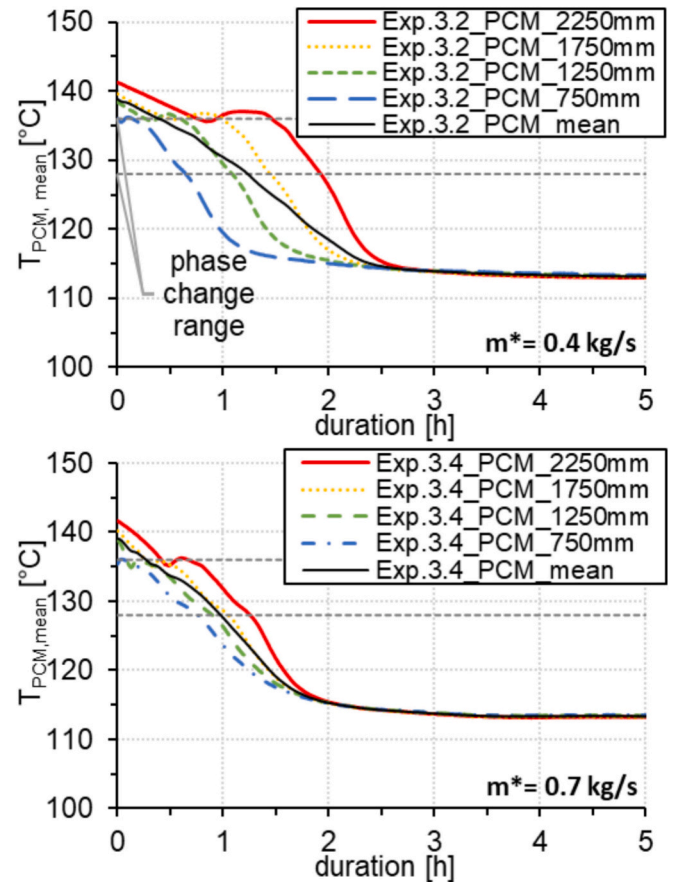 150
140
130
120
110
100
T_PCM, mean [°C]
Exp.3.2_PCM_2250mm
Exp.3.2_PCM_1750mm
Exp.3.2_PCM_1250mm
Exp.3.2_PCM_750mm
Exp.3.2_PCM_mean
phase
change
range
m*= 0.4 kg/s
0 1 2 3 4 5
duration [h]
150
140
130
120
110
100
T_PCM,mean [°C]
Exp.3.4_PCM_2250mm
Exp.3.4_PCM_1750mm
Exp.3.4_PCM_1250mm
Exp.3.4_PCM_750mm
Exp.3.4_PCM_mean
m*= 0.7 kg/s
0 1 2 3 4 5
duration [h]